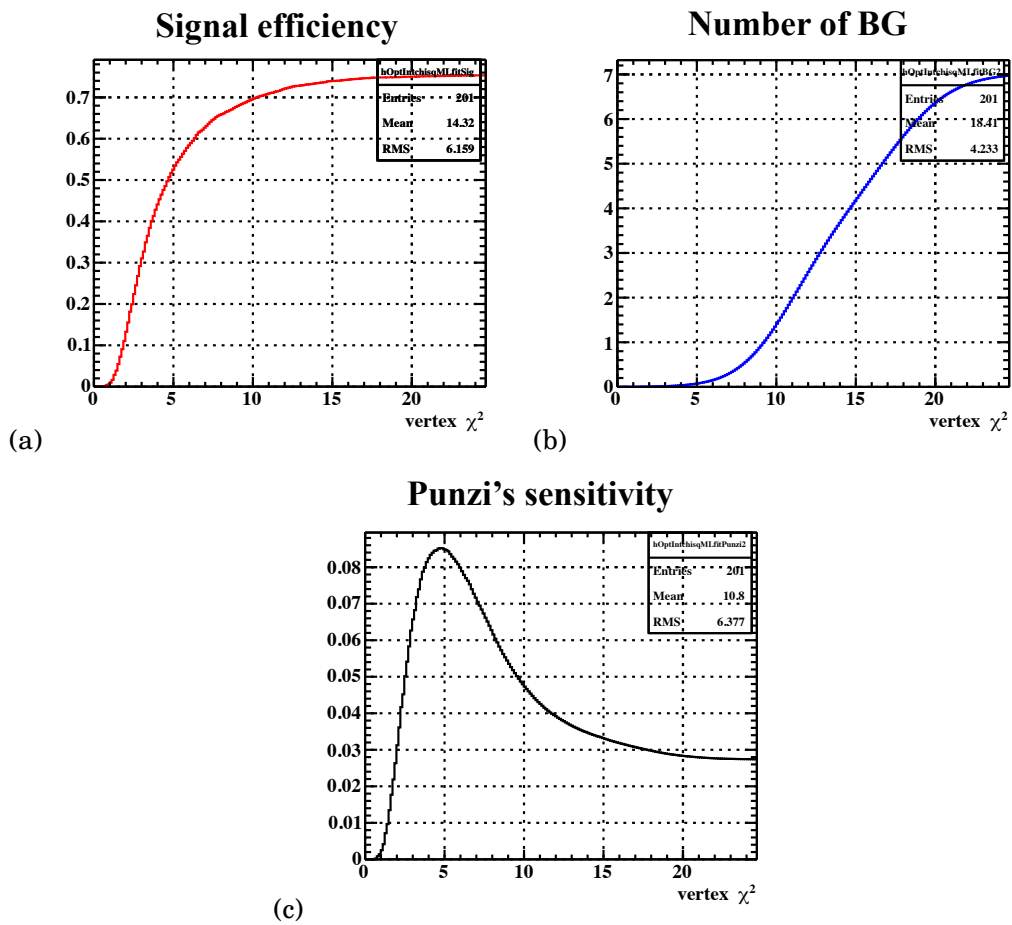 Signal efficiency
hOptIntchisqMLfitSig
Entries 201
Mean 14.32
RMS 6.159
0.7
0.6
0.5
0.4
0.3
0.2
0.1
0
0 5 10 15 20
vertex χ²
(a)
Number of BG
hOptIntchisqMLfitBG2
Entries 201
Mean 18.41
RMS 4.233
7
6
5
4
3
2
1
0
0 5 10 15 20
vertex χ²
(b)
Punzi's sensitivity
hOptIntchisqMLfitPunzi2
Entries 201
Mean 10.8
RMS 6.377
0.08
0.07
0.06
0.05
0.04
0.03
0.02
0.01
0
0 5 10 15 20
vertex χ²
(c)